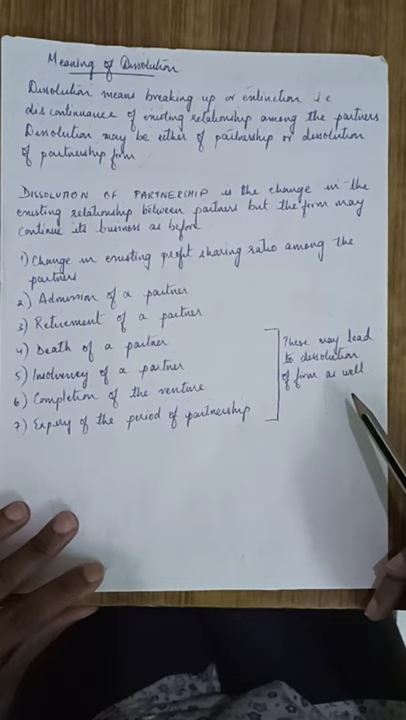 Meaning of Dissolution
Dissolution means breaking up or extinction i.e
discontinuance of existing relationship among the partners
Dissolution may be either of partnership or dissolution
of partnership firm
DISSOLUTION OF PARTNERSHIP is the change in the
existing relationship between partners but the firm may
continue its business as before
1) Change in existing profit sharing ratio among the
partners
2) Admission of a partner
3) Retirement of a partner
4) Death of a partner
5) Insolvency of a partner
6) Completion of the venture
7) Expiry of the period of partnership
These may lead
to dissolution
of firm as well